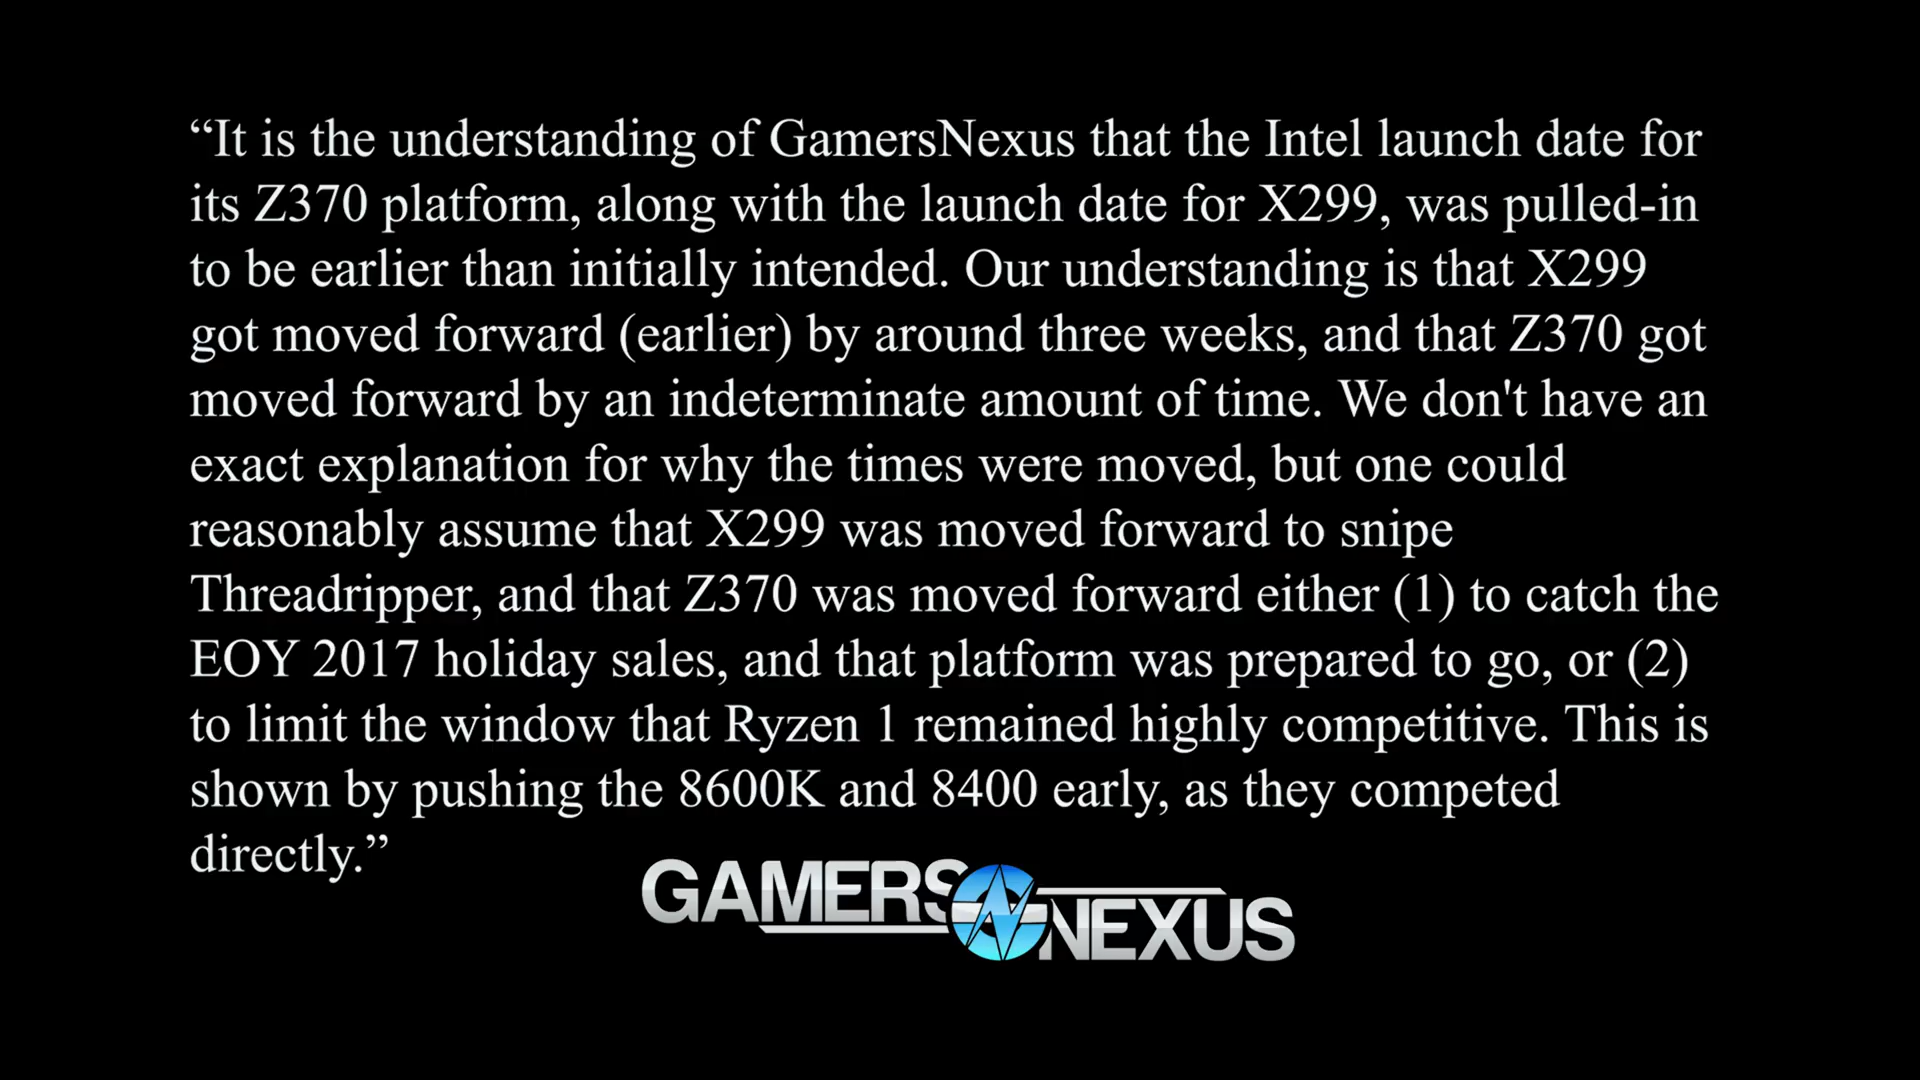 “It is the understanding of GamersNexus that the Intel launch date for
its Z370 platform, along with the launch date for X299, was pulled-in
to be earlier than initially intended. Our understanding is that X299
got moved forward (earlier) by around three weeks, and that Z370 got
moved forward by an indeterminate amount of time. We don't have an
exact explanation for why the times were moved, but one could
reasonably assume that X299 was moved forward to snipe
Threadripper, and that Z370 was moved forward either (1) to catch the
EOY 2017 holiday sales, and that platform was prepared to go, or (2)
to limit the window that Ryzen 1 remained highly competitive. This is
shown by pushing the 8600K and 8400 early, as they competed
directly.”
GAMERS NEXUS